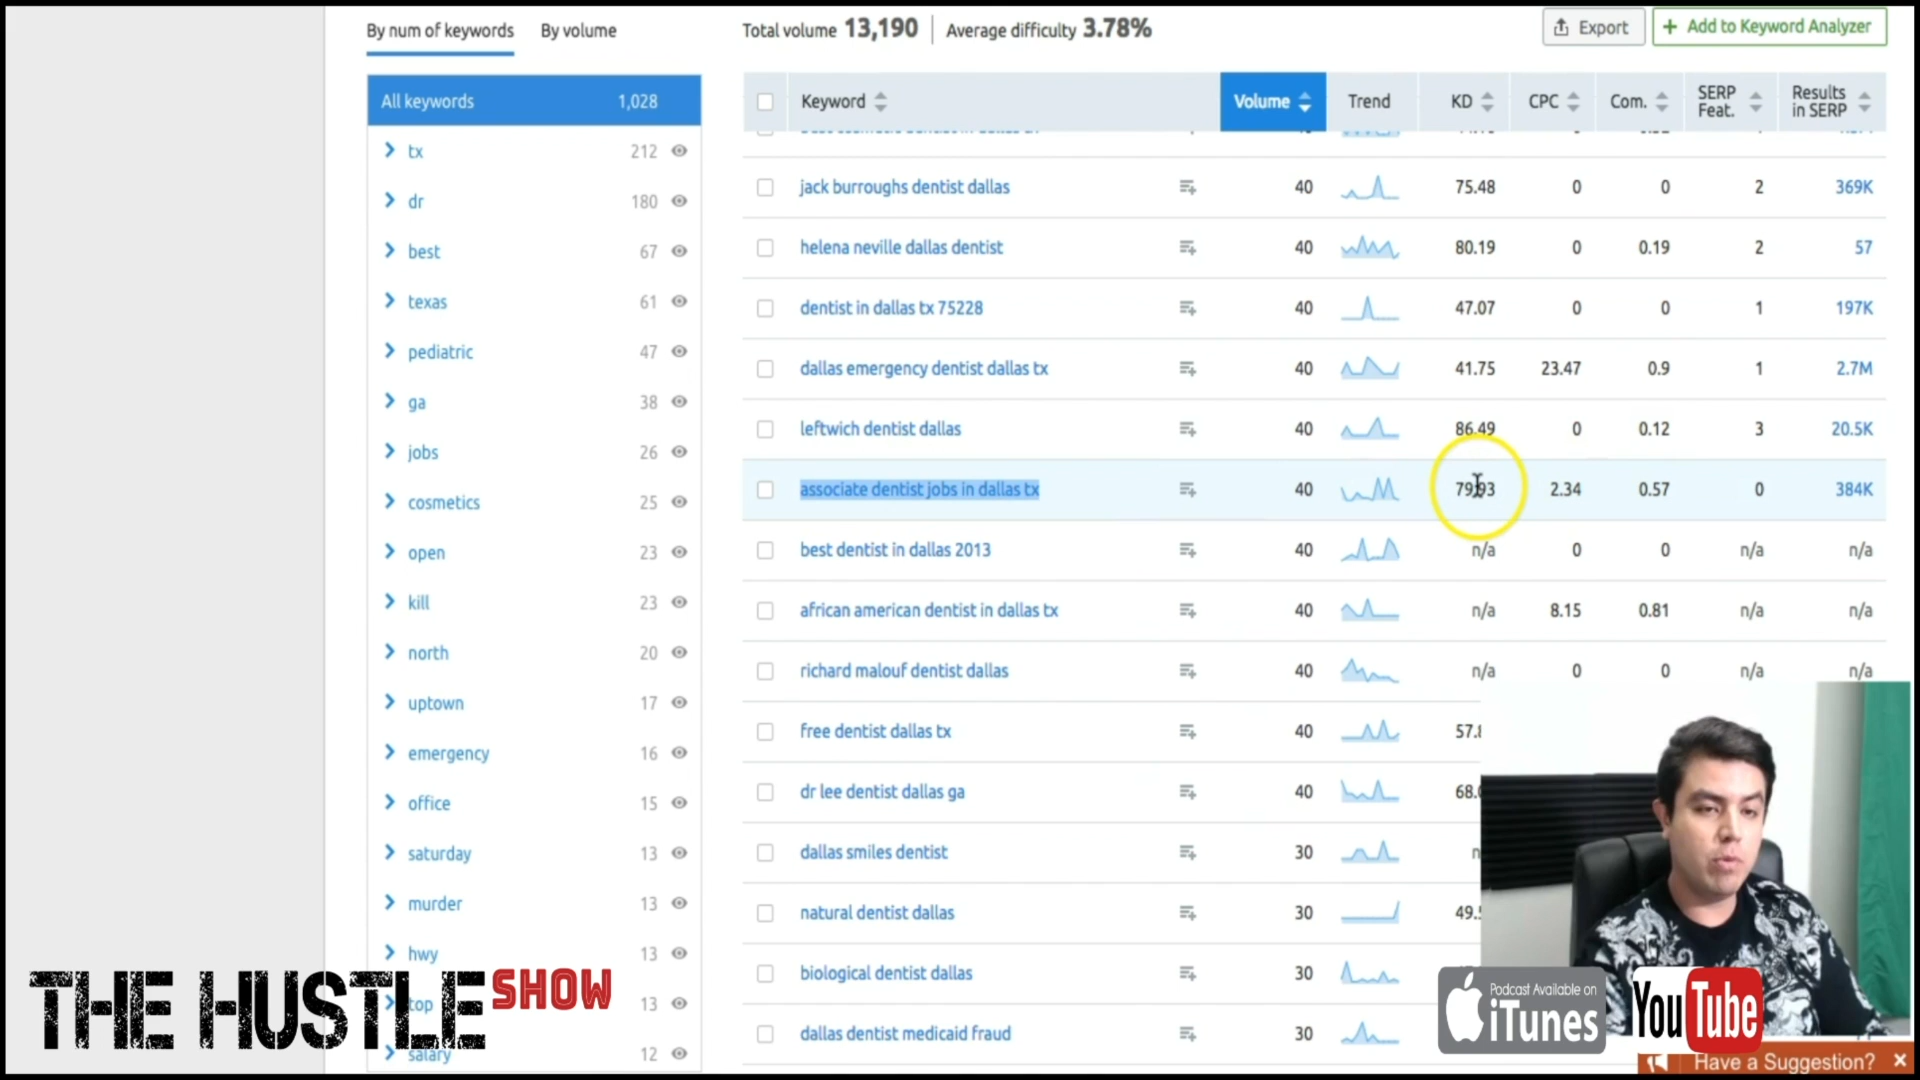 By num of keywords By volume Total volume 13,190 Average difficulty 3.78% Export + Add to Keyword Analyzer
All keywords 1,028
Keyword Volume Trend KD CPC Com. SERP Feat. Results in SERP
tx 212
dr 180
best 67
texas 61
pediatric 47
ga 38
jobs 26
cosmetics 25
open 23
kill 23
north 20
uptown 17
emergency 16
office 15
saturday 13
murder 13
hwy 13
top 13
salary 12
jack burroughs dentist dallas 40 75.48 0 0 2 369K
helena neville dallas dentist 40 80.19 0 0.19 2 57
dentist in dallas tx 75228 40 47.07 0 0 1 197K
dallas emergency dentist dallas tx 40 41.75 23.47 0.9 1 2.7M
leftwich dentist dallas 40 86.49 0 0.12 3 20.5K
associate dentist jobs in dallas tx 40 79.93 2.34 0.57 0 384K
best dentist in dallas 2013 40 n/a 0 0 n/a n/a
african american dentist in dallas tx 40 n/a 8.15 0.81 n/a n/a
richard malouf dentist dallas 40 n/a 0 0 n/a n/a
free dentist dallas tx 40
dr lee dentist dallas ga 40
dallas smiles dentist 30
natural dentist dallas 30
biological dentist dallas 30
dallas dentist medicaid fraud 30
THE HUSTLE SHOW
Podcast Available on
iTunes
YouTube
Have a Suggestion?